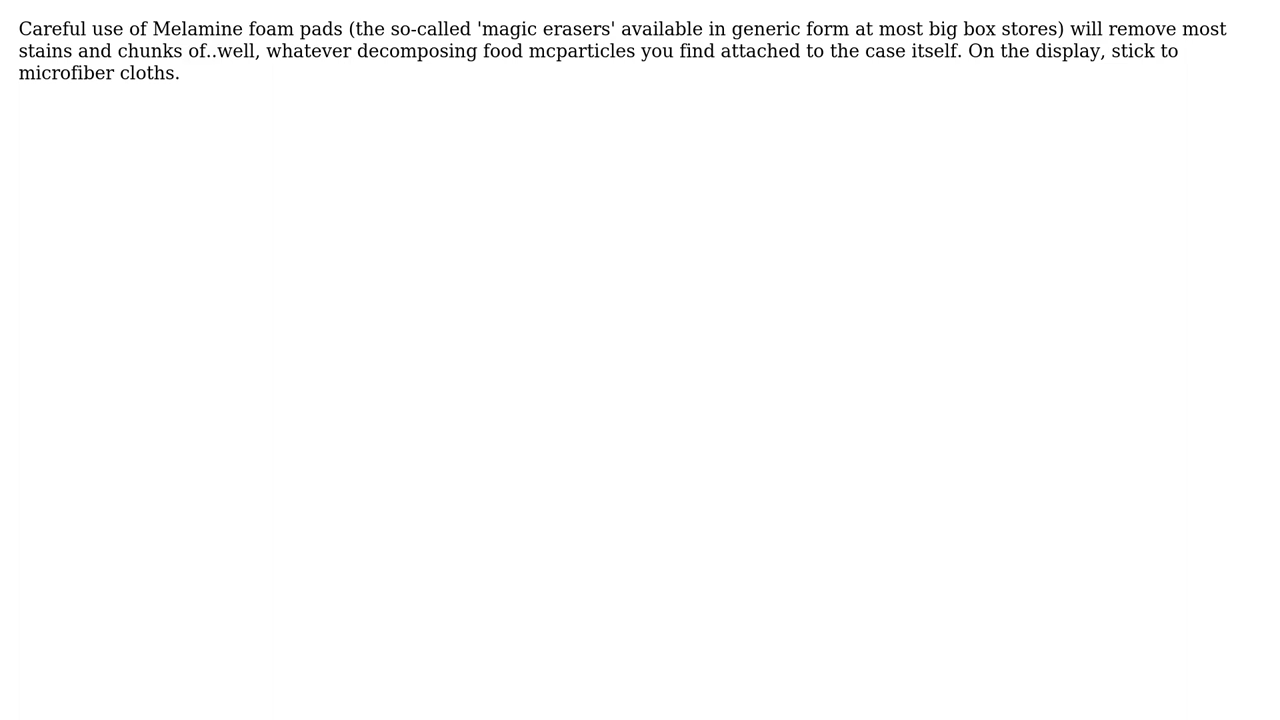 Careful use of Melamine foam pads (the so-called 'magic erasers' available in generic form at most big box stores) will remove most
stains and chunks of..well, whatever decomposing food mcparticles you find attached to the case itself. On the display, stick to
microfiber cloths.